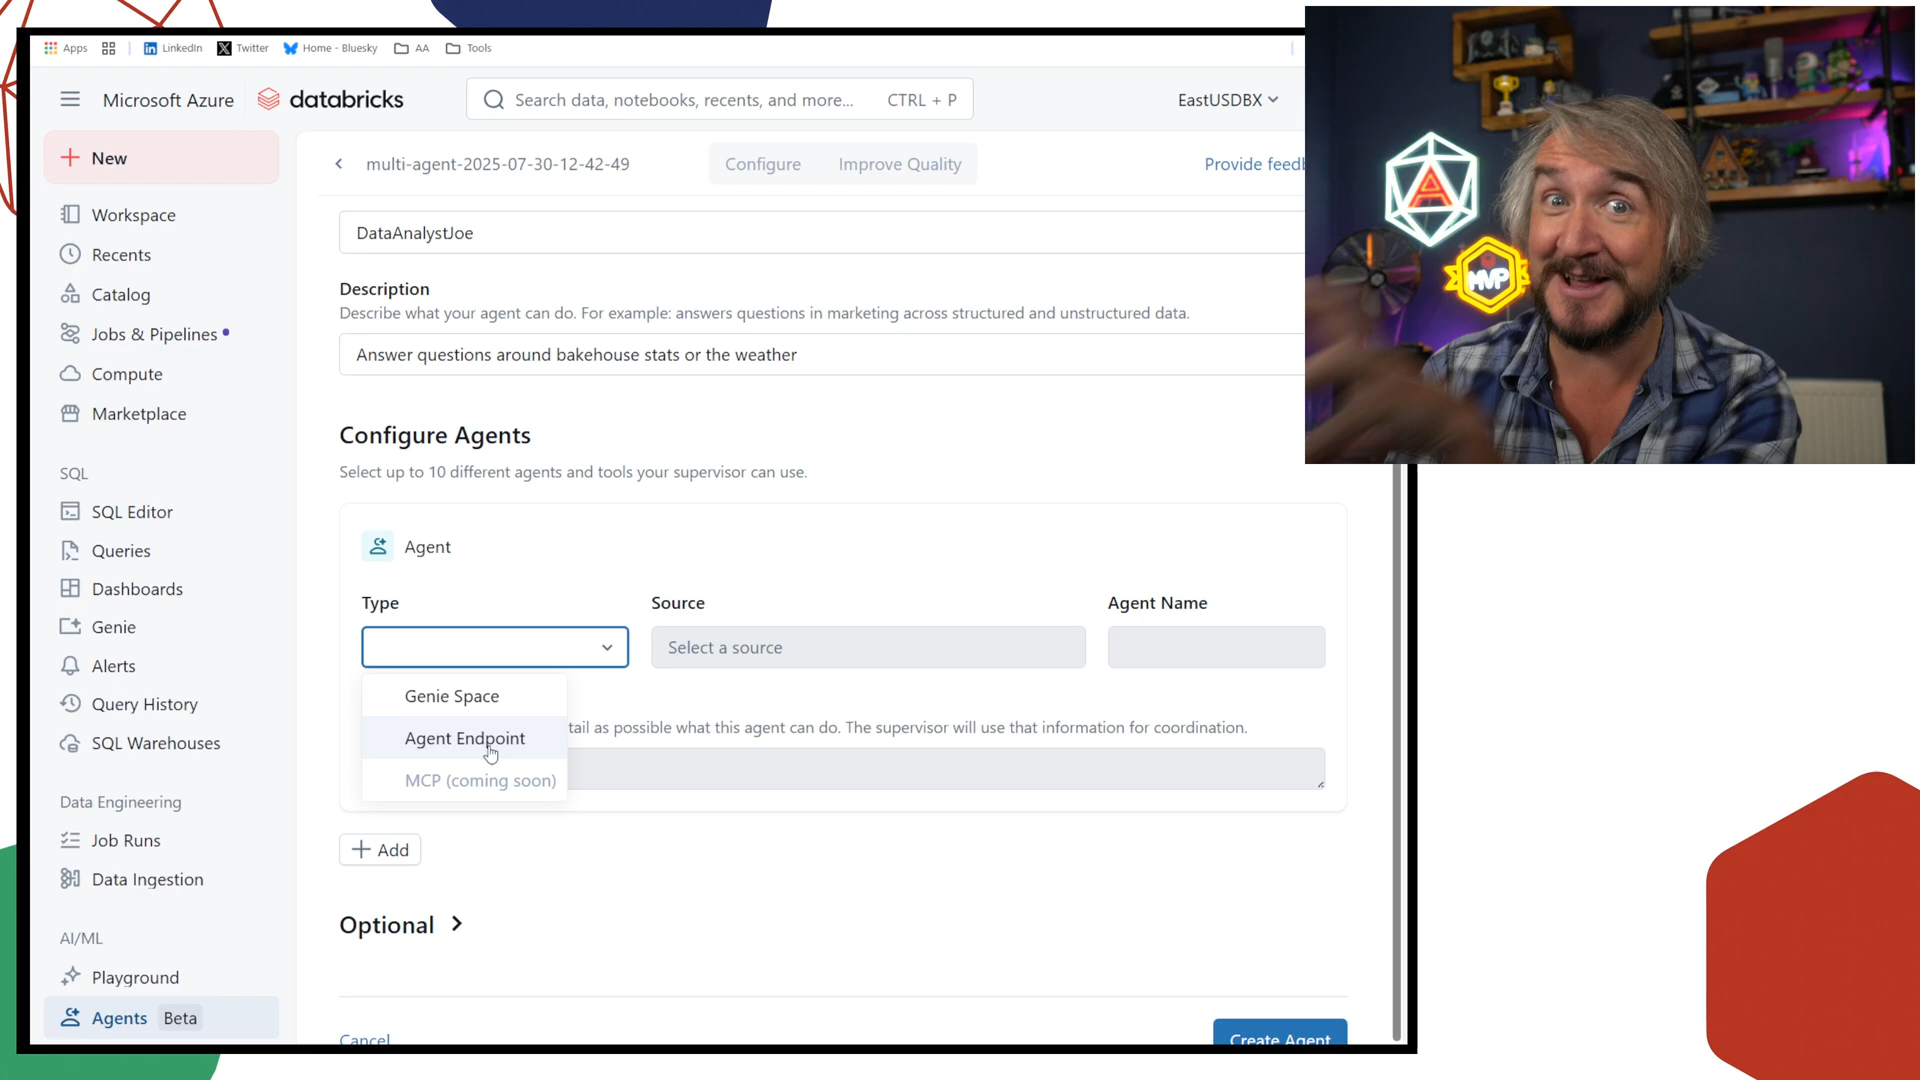 Apps
LinkedIn
Twitter
Home - Bluesky
AA
Tools
Microsoft Azure
databricks
Search data, notebooks, recents, and more...
CTRL + P
EastUSDBX
New
multi-agent-2025-07-30-12-42-49
Configure
Improve Quality
Provide feedb
Workspace
Recents
Catalog
Jobs & Pipelines
Compute
Marketplace
SQL
SQL Editor
Queries
Dashboards
Genie
Alerts
Query History
SQL Warehouses
Data Engineering
Job Runs
Data Ingestion
AI/ML
Playground
Agents
Beta
DataAnalystJoe
Description
Describe what your agent can do. For example: answers questions in marketing across structured and unstructured data.
Answer questions around bakehouse stats or the weather
Configure Agents
Select up to 10 different agents and tools your supervisor can use.
Agent
Type
Source
Agent Name
Select a source
Genie Space
Agent Endpoint
MCP (coming soon)
tail as possible what this agent can do. The supervisor will use that information for coordination.
Add
Optional
Cancel
Create Agent
A
MVP